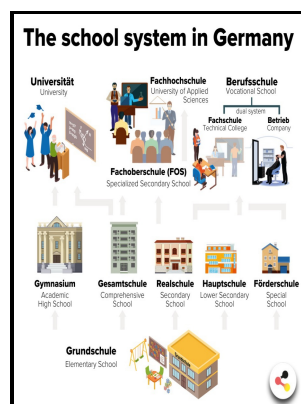 The school system in Germany
Universität
University
Fachhochschule
University of Applied
Sciences
Berufsschule
Vocational School
dual system
Fachschule
Technical College
Betrieb
Company
Fachoberschule (FOS)
Specialized Secondary School
Gymnasium
Academic
High School
Gesamtschule
Comprehensive
School
Realschule
Secondary
School
Hauptschule
Lower Secondary
School
Förderschule
Special
School
Grundschule
Elementary School